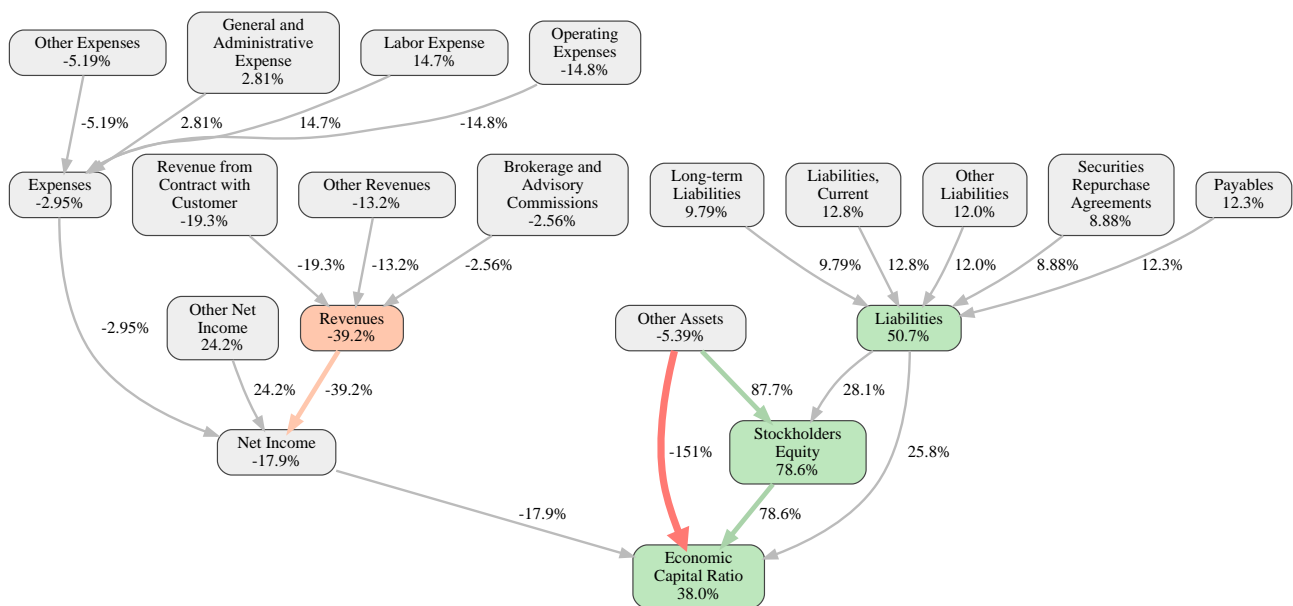 Other Expenses
-5.19%
General and
Administrative
Expense
2.81%
Labor Expense
14.7%
Operating
Expenses
-14.8%
-5.19%
2.81%
14.7%
-14.8%
Expenses
-2.95%
Revenue from
Contract with
Customer
-19.3%
Other Revenues
-13.2%
Brokerage and
Advisory
Commissions
-2.56%
Long-term
Liabilities
9.79%
Liabilities,
Current
12.8%
Other
Liabilities
12.0%
Securities
Repurchase
Agreements
8.88%
Payables
12.3%
-19.3%
-13.2%
-2.56%
9.79%
12.8%
12.0%
8.88%
12.3%
-2.95%
Other Net
Income
24.2%
Revenues
-39.2%
Other Assets
-5.39%
Liabilities
50.7%
24.2%
-39.2%
87.7%
28.1%
Net Income
-17.9%
-151%
Stockholders
Equity
78.6%
25.8%
-17.9%
78.6%
Economic
Capital Ratio
38.0%